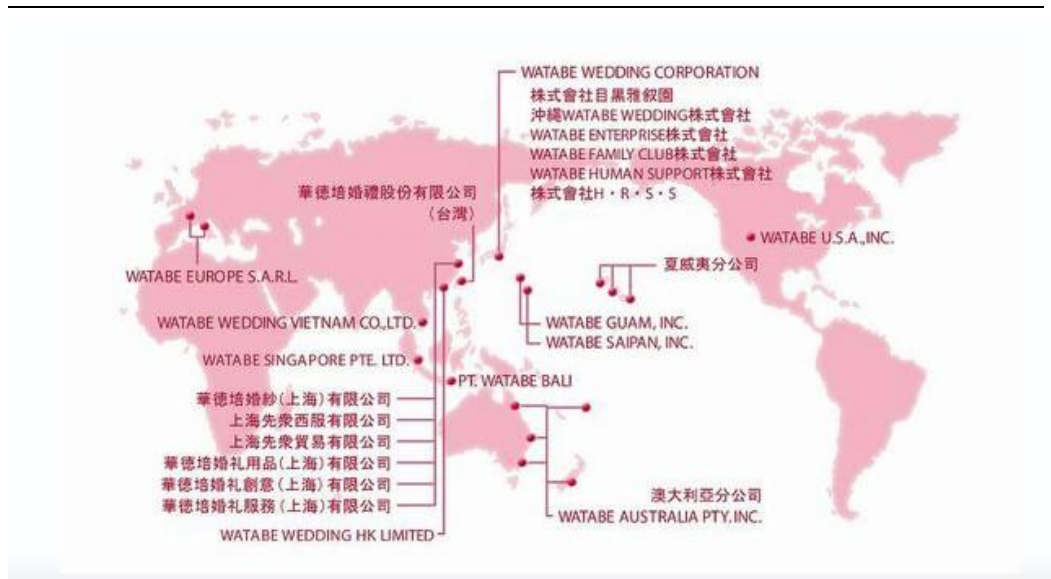 WATABE WEDDING CORPORATION
株式會社目黑雅叙園
沖繩WATABE WEDDING株式會社
WATABE ENTERPRISE株式會社
WATABE FAMILY CLUB株式會社
WATABE HUMAN SUPPORT株式會社
株式會社H・R・S・S
華德培婚禮股份有限公司
（台灣）
WATABE U.S.A.,INC.
夏威夷分公司
WATABE EUROPE S.A.R.L.
WATABE WEDDING VIETNAM CO.,LTD.
WATABE GUAM, INC.
WATABE SAIPAN, INC.
WATABE SINGAPORE PTE. LTD.
PT. WATABE BALI
華德培婚紗(上海)有限公司
上海先衆西服有限公司
上海先衆貿易有限公司
華德培婚礼用品(上海)有限公司
華德培婚礼創意(上海)有限公司
華德培婚礼服務(上海)有限公司
澳大利亞分公司
WATABE AUSTRALIA PTY.INC.
WATABE WEDDING HK LIMITED